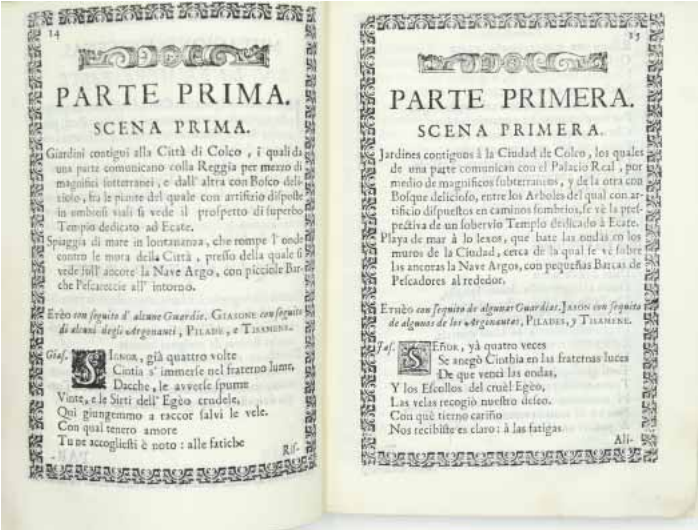 14
PARTE PRIMA.
SCENA PRIMA.
Giardini contigui alla Città di Colco, i quali da
una parte comunicano colla Reggia per mezzo di
magnifici sotterranei, e dall' altra con Bosco deli-
zioso, fra le piante del quale con artifizio disposte
in ombrosi viali si vede il prospetto di superbo
Tempio dedicato ad Ecate.
Spiaggia di mare in lontananza, che rompe l' onde
contro le mura della Città, presso della quale si
vede sull' ancore la Nave Argo, con picciole Bar-
che Pescareccie all' intorno.
Etèo con seguito d' alcune Guardie. Giasone con seguito
di alcuni degli Argonauti, Pilade, e Tisamene.
Gias. SIgnor, già quattro volte
Cintia s' immerse nel fraterno lume,
Dacche, le avverse spume
Vinte, e le Sirti dell' Egèo crudele,
Qui giungemmo a raccor salvi le vele.
Con qual tenero amore
Tu ne accogliesti è noto: alle fatiche
Ris-
15
PARTE PRIMERA.
SCENA PRIMERA.
Jardines contiguos à la Ciudad de Colco, los quales
de una parte comunican con el Palacio Real, por
medio de magnificos subterraneos, y de la otra con
Bosque delicioso, entre los Arboles del qual con ar-
tificio dispuestos en caminos sombrios, se vè la pres-
pectiva de un sobervio Templo dedicado à Ecate.
Playa de mar à lo lexos, que bate las ondas en los
muros de la Ciudad, cerca de la qual se vè sobre
las ancoras la Nave Argo, con pequeñas Barcas de
Pescadores al rededor.
Ethèo con sequito de algunas Guardias. Jason con sequito
de algunos de los Argonautas, Pilades, y Tisamene.
Jas. SEñor, yà quatro veces
Se anegò Cinthia en las fraternas luces
De que vencì las ondas,
Y los Escollos del cruèl Egèo,
Las velas recogiò nuestro deseo.
Con què tierno cariño
Nos recibiste es claro: à las fatigas
Ali-